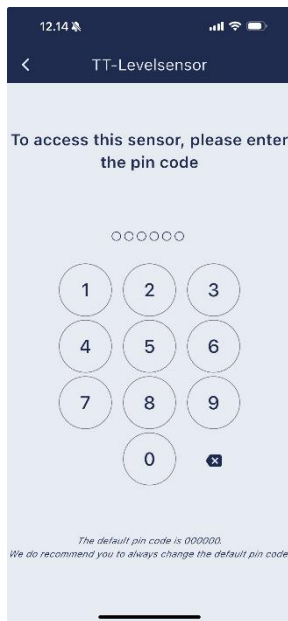 12.14
TT-Levelsensor
To access this sensor, please enter
the pin code
1 2 3
4 5 6
7 8 9
0
The default pin code is 000000.
We do recommend you to always change the default pin code